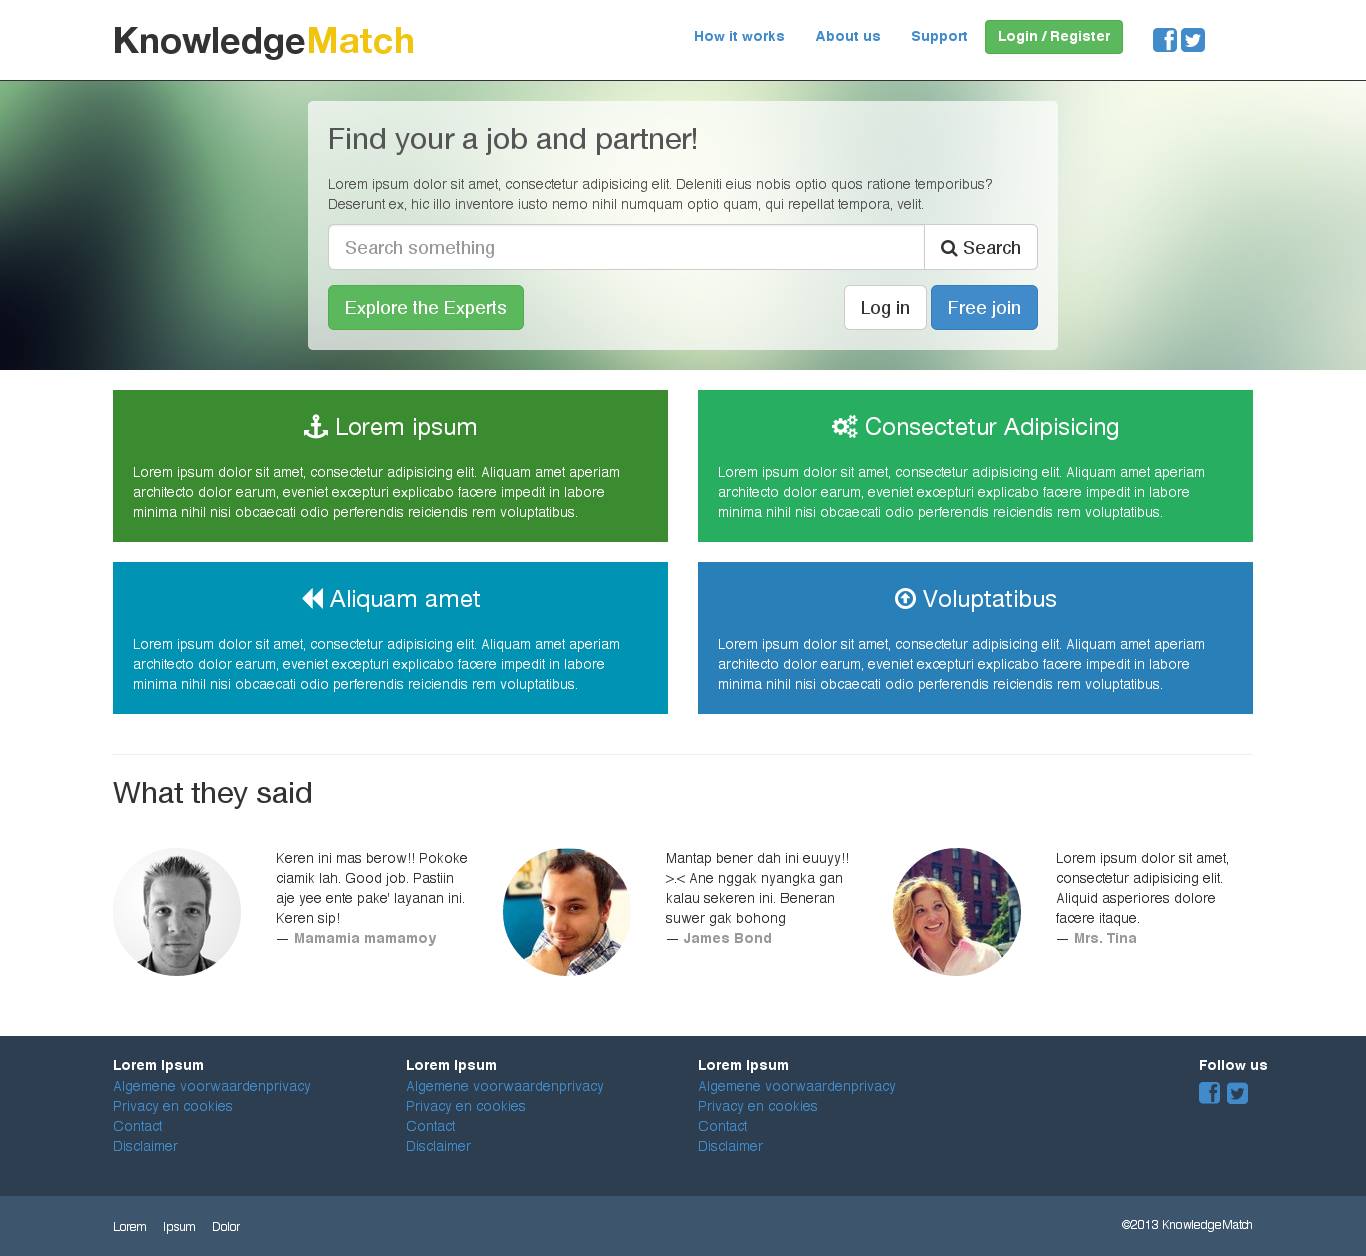 KnowledgeMatch
How it works About us Support Login / Register
Find your a job and partner!
Lorem ipsum dolor sit amet, consectetur adipisicing elit. Deleniti eius nobis optio quos ratione temporibus?
Deserunt ex, hic illo inventore iusto nemo nihil numquam optio quam, qui repellat tempora, velit.
Search something Search
Explore the Experts Log in Free join
Lorem ipsum
Lorem ipsum dolor sit amet, consectetur adipisicing elit. Aliquam amet aperiam
architecto dolor earum, eveniet excepturi explicabo facere impedit in labore
minima nihil nisi obcaecati odio perferendis reiciendis rem voluptatibus.
Consectetur Adipisicing
Lorem ipsum dolor sit amet, consectetur adipisicing elit. Aliquam amet aperiam
architecto dolor earum, eveniet excepturi explicabo facere impedit in labore
minima nihil nisi obcaecati odio perferendis reiciendis rem voluptatibus.
Aliquam amet
Lorem ipsum dolor sit amet, consectetur adipisicing elit. Aliquam amet aperiam
architecto dolor earum, eveniet excepturi explicabo facere impedit in labore
minima nihil nisi obcaecati odio perferendis reiciendis rem voluptatibus.
Voluptatibus
Lorem ipsum dolor sit amet, consectetur adipisicing elit. Aliquam amet aperiam
architecto dolor earum, eveniet excepturi explicabo facere impedit in labore
minima nihil nisi obcaecati odio perferendis reiciendis rem voluptatibus.
What they said
Keren ini mas berow!! Pokoke
ciamik lah. Good job. Pastiin
aje yee ente pake' layanan ini.
Keren sip!
— Mamamia mamamoy
Mantap bener dah ini euuyy!!
>.< Ane nggak nyangka gan
kalau sekeren ini. Beneran
suwer gak bohong
— James Bond
Lorem ipsum dolor sit amet,
consectetur adipisicing elit.
Aliquid asperiores dolore
facere itaque.
— Mrs. Tina
Lorem Ipsum
Algemene voorwaardenprivacy
Privacy en cookies
Contact
Disclaimer
Lorem Ipsum
Algemene voorwaardenprivacy
Privacy en cookies
Contact
Disclaimer
Lorem Ipsum
Algemene voorwaardenprivacy
Privacy en cookies
Contact
Disclaimer
Follow us
Lorem Ipsum Dolor
©2013 KnowledgeMatch